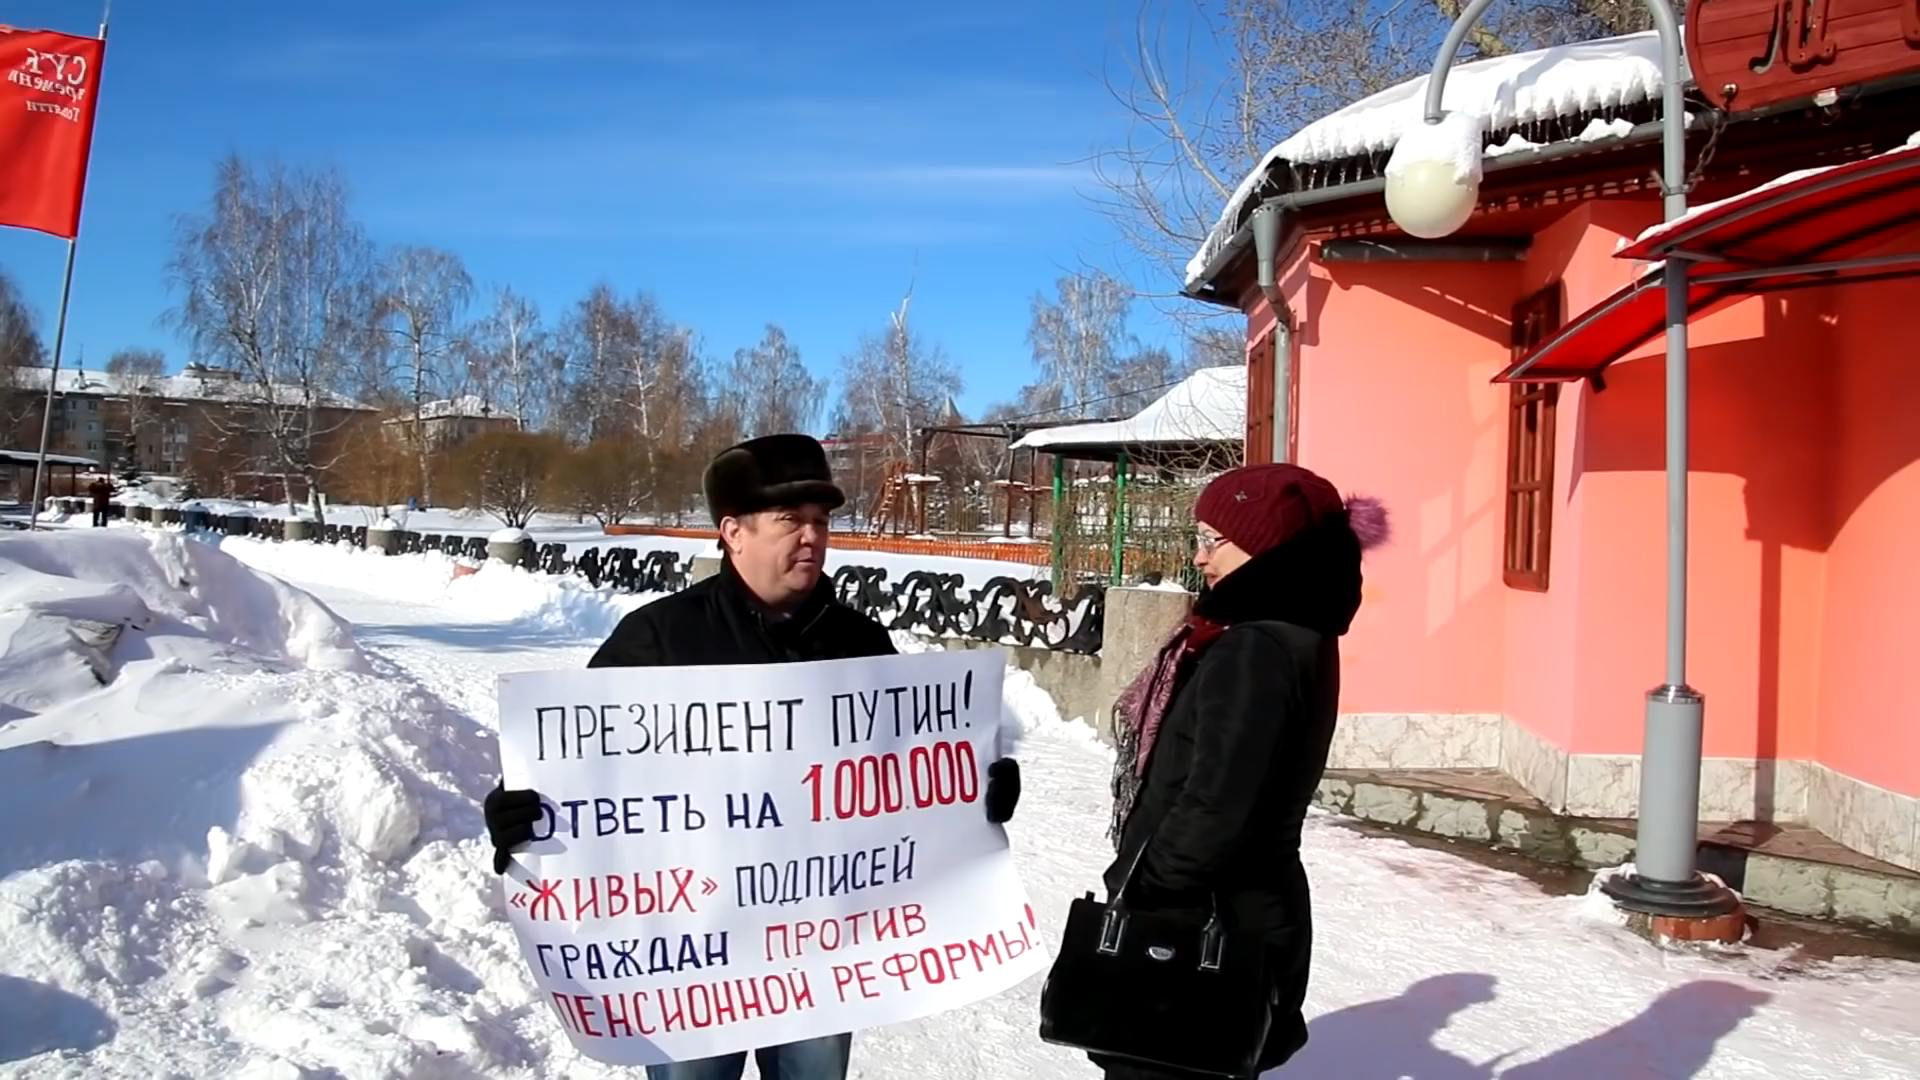 ПРЕЗИДЕНТ ПУТИН!
ОТВЕТЬ НА 1.000.000
«ЖИВЫХ» ПОДПИСЕЙ
ГРАЖДАН ПРОТИВ
ПЕНСИОННОЙ РЕФОРМЫ!